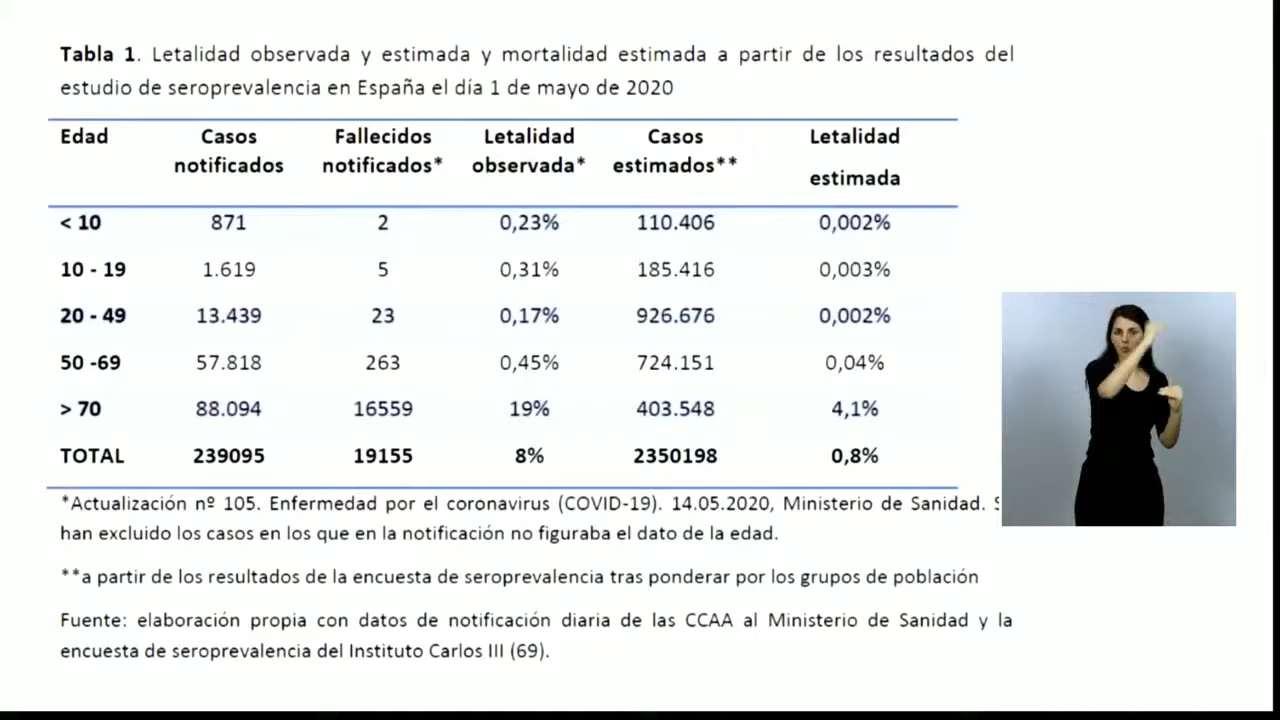 Tabla 1. Letalidad observada y estimada y mortalidad estimada a partir de los resultados del
estudio de seroprevalencia en España el día 1 de mayo de 2020
Edad Casos notificados Fallecidos notificados* Letalidad observada* Casos estimados** Letalidad estimada
< 10 871 2 0,23% 110.406 0,002%
10 - 19 1.619 5 0,31% 185.416 0,003%
20 - 49 13.439 23 0,17% 926.676 0,002%
50 -69 57.818 263 0,45% 724.151 0,04%
> 70 88.094 16559 19% 403.548 4,1%
TOTAL 239095 19155 8% 2350198 0,8%
*Actualización nº 105. Enfermedad por el coronavirus (COVID-19). 14.05.2020, Ministerio de Sanidad.
han excluido los casos en los que en la notificación no figuraba el dato de la edad.
**a partir de los resultados de la encuesta de seroprevalencia tras ponderar por los grupos de población
Fuente: elaboración propia con datos de notificación diaria de las CCAA al Ministerio de Sanidad y la
encuesta de seroprevalencia del Instituto Carlos III (69).